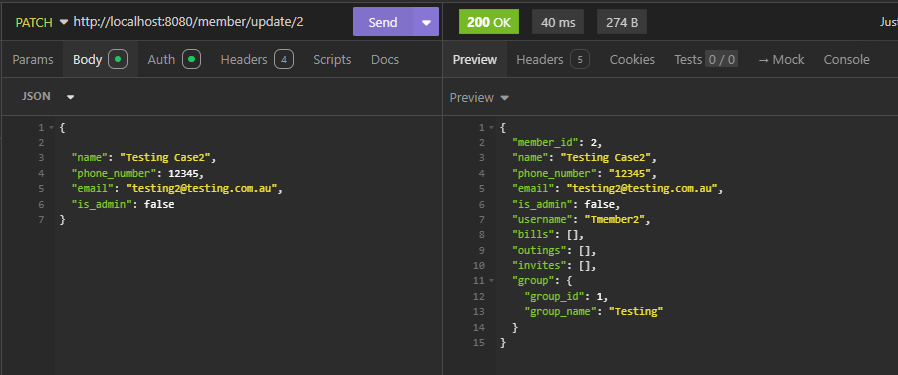 PATCH http://localhost:8080/member/update/2 Send
Params Body Auth Headers 4 Scripts Docs
JSON
1 {
2
3 "name": "Testing Case2",
4 "phone_number": 12345,
5 "email": "testing2@testing.com.au",
6 "is_admin": false
7 }
200 OK 40 ms 274 B Jus
Preview Headers 5 Cookies Tests 0 / 0 → Mock Console
Preview
1 {
2 "member_id": 2,
3 "name": "Testing Case2",
4 "phone_number": "12345",
5 "email": "testing2@testing.com.au",
6 "is_admin": false,
7 "username": "Tmember2",
8 "bills": [],
9 "outings": [],
10 "invites": [],
11 "group": {
12 "group_id": 1,
13 "group_name": "Testing"
14 }
15 }